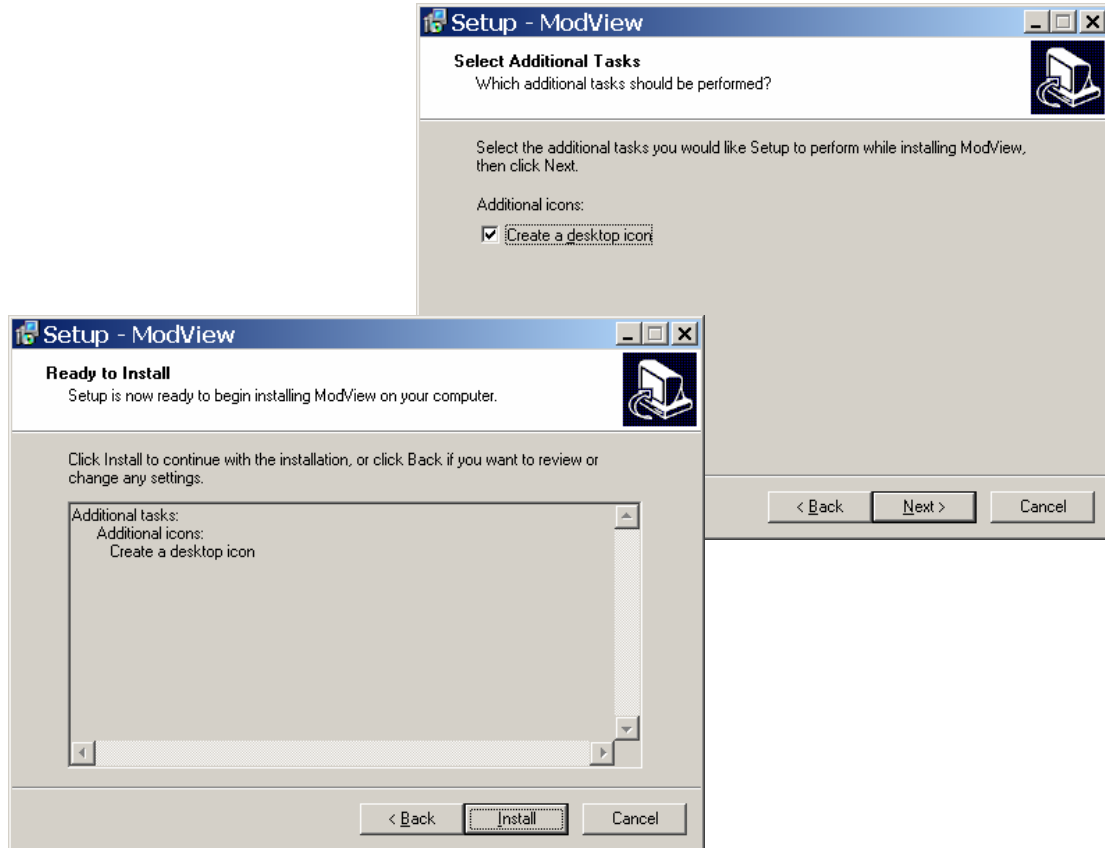 Setup - ModView
Select Additional Tasks
Which additional tasks should be performed?
Select the additional tasks you would like Setup to perform while installing ModView,
then click Next.
Additional icons:
Create a desktop icon
< Back
Next >
Cancel
Setup - ModView
Ready to Install
Setup is now ready to begin installing ModView on your computer.
Click Install to continue with the installation, or click Back if you want to review or
change any settings.
Additional tasks:
Additional icons:
Create a desktop icon
< Back
Install
Cancel